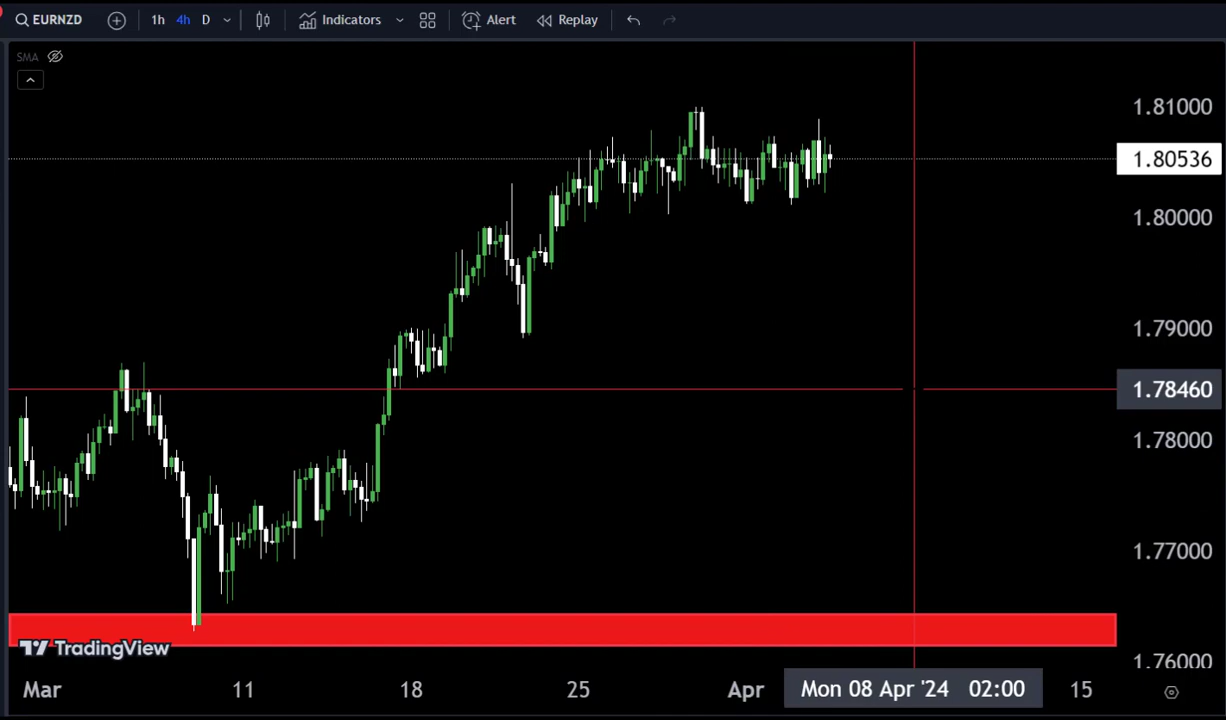 EURNZD 1h 4h D Indicators Alert Replay
SMA
1.81000
1.80536
1.80000
1.79000
1.78460
1.78000
1.77000
1.76000
TradingView
Mar 11 18 25 Apr Mon 08 Apr '24 02:00 15